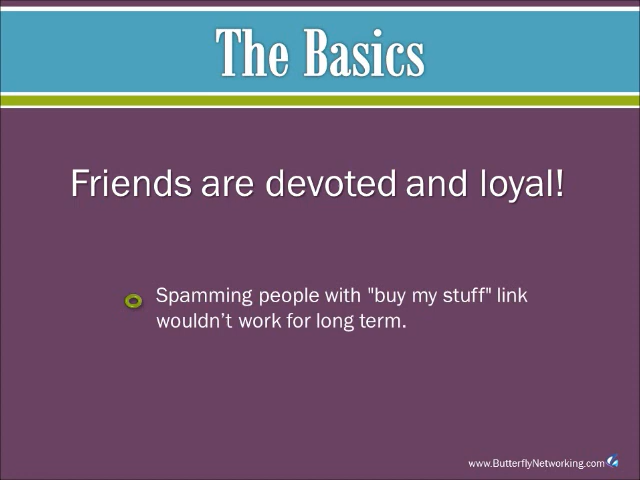 The Basics
Friends are devoted and loyal!
Spamming people with "buy my stuff" link
wouldn't work for long term.
www.ButterflyNetworking.com